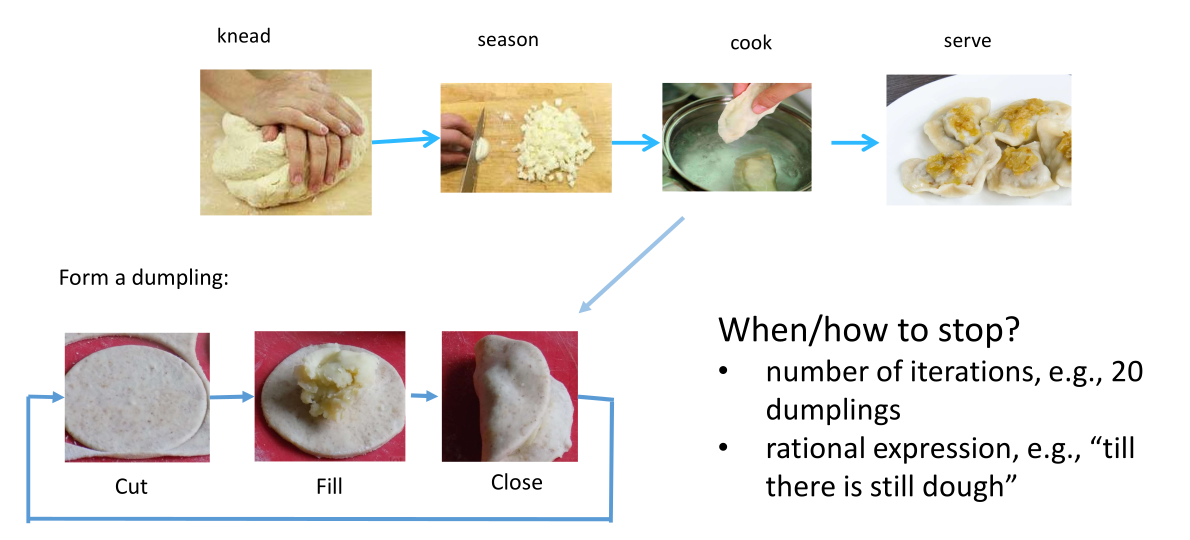 knead
season
cook
serve
Form a dumpling:
Cut
Fill
Close
When/how to stop?
• number of iterations, e.g., 20
dumplings
• rational expression, e.g., “till
there is still dough”